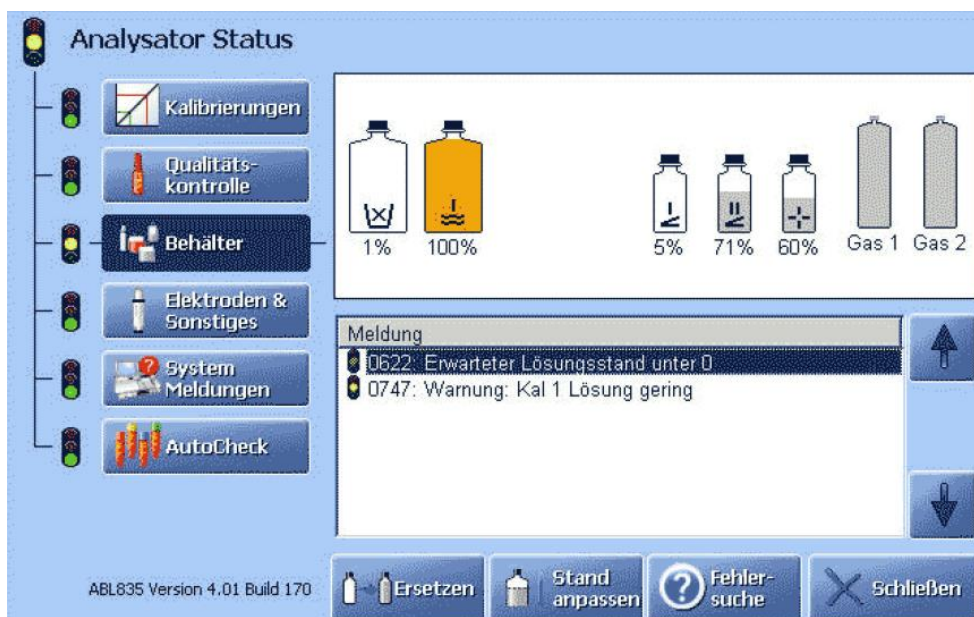 Analysator Status
Kalibrierungen
Qualitäts-
kontrolle
Behälter
Elektroden &
Sonstiges
System
Meldungen
AutoCheck
1%
100%
I
5%
II
71%
60%
Gas 1
Gas 2
Meldung
0622: Erwarteter Lösungsstand unter 0
0747: Warnung: Kal 1 Lösung gering
ABL835 Version 4.01 Build 170
Ersetzen
Stand
anpassen
?
Fehler-
suche
Schließen